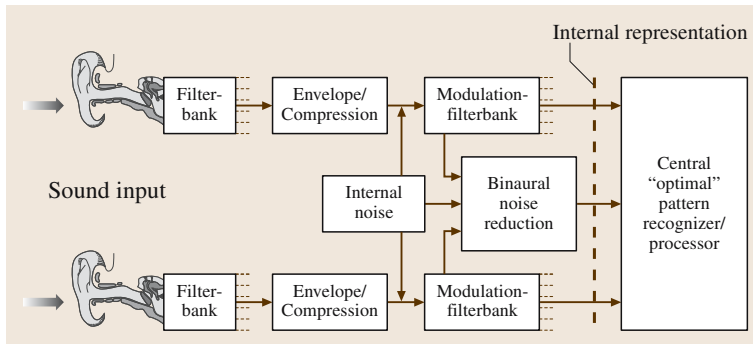 Internal representation
Filter-
bank
Envelope/
Compression
Modulation-
filterbank
Sound input
Internal
noise
Binaural
noise
reduction
Central
“optimal”
pattern
recognizer/
processor
Filter-
bank
Envelope/
Compression
Modulation-
filterbank